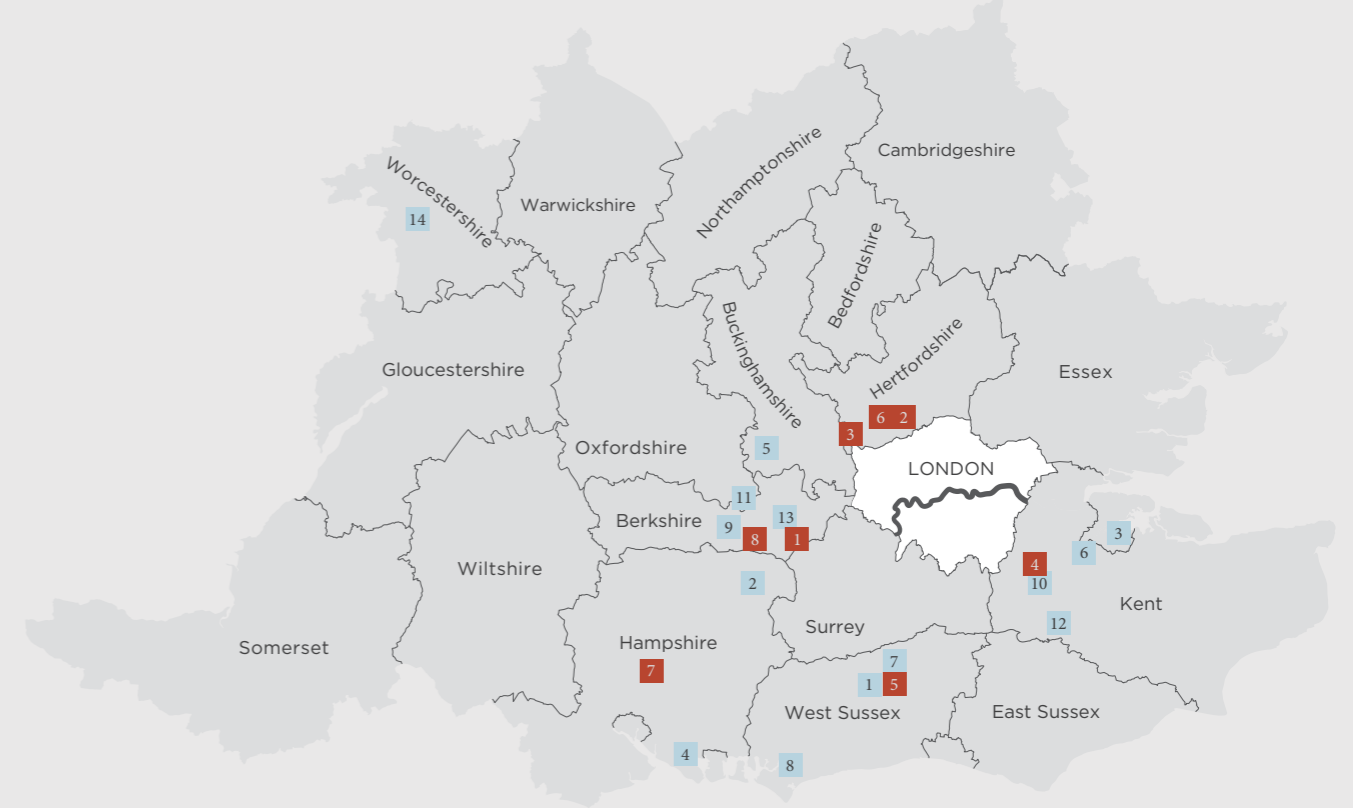 Cambridgeshire
Northamptonshire
Worcestershire
Warwickshire
14
Bedfordshire
Buckinghamshire
Hertfordshire
Gloucestershire
Essex
6 2
3
Oxfordshire
5
LONDON
11
Berkshire
9
13
8
1
3
6
Wiltshire
4
2
10
Kent
12
Surrey
Hampshire
Somerset
7
7
1
5
West Sussex
East Sussex
4
8